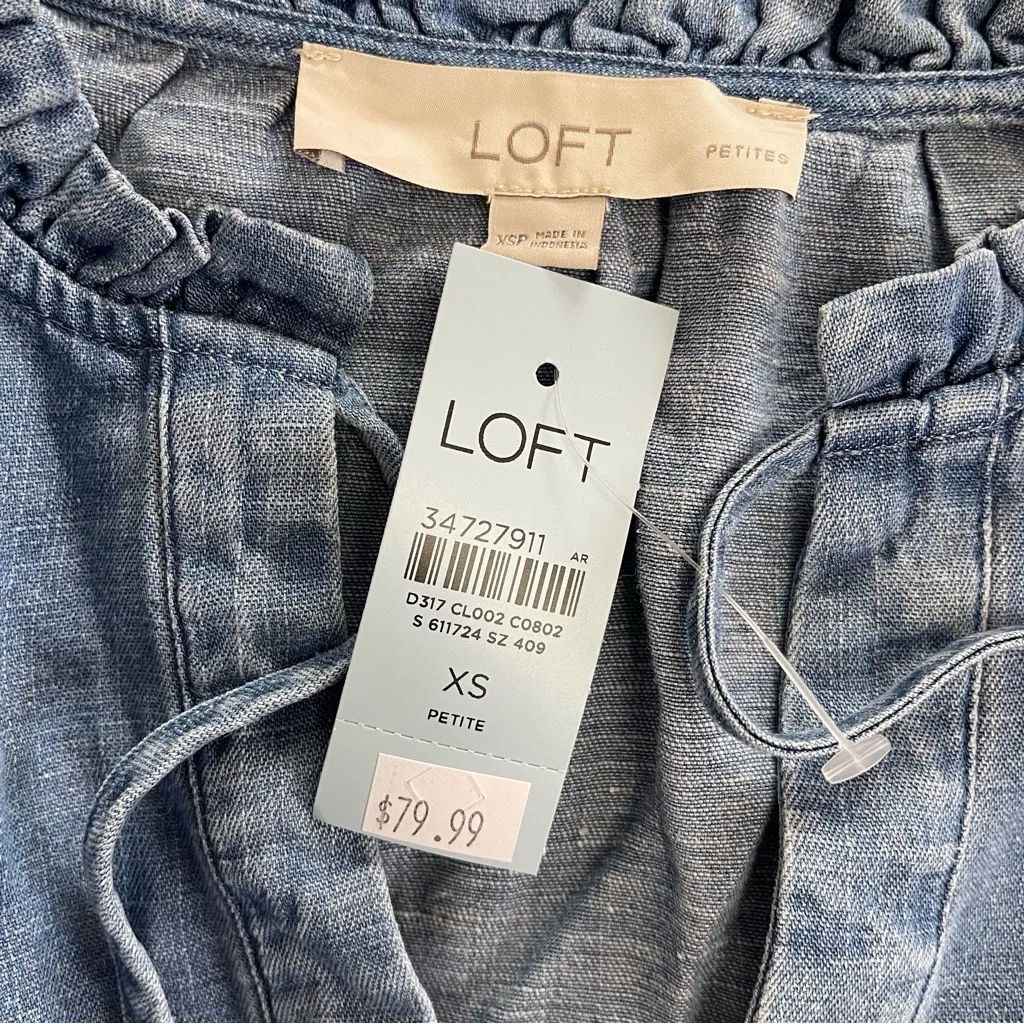 LOFT
PETITES
XSP
MADE IN
INDONESIA
LOFT
34727911
AR
D317 CL002 C0802
S 611724 SZ 409
XS
PETITE
$79.99